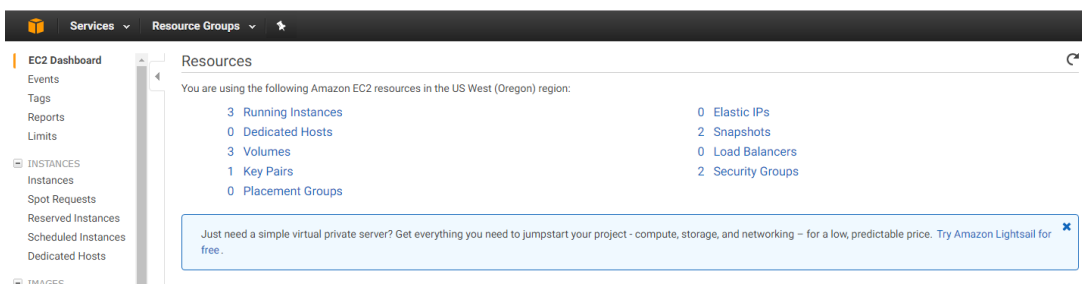 Services Resource Groups
EC2 Dashboard
Events
Tags
Reports
Limits
INSTANCES
Instances
Spot Requests
Reserved Instances
Scheduled Instances
Dedicated Hosts
IMAGES
Resources
You are using the following Amazon EC2 resources in the US West (Oregon) region:
3 Running Instances
0 Dedicated Hosts
3 Volumes
1 Key Pairs
0 Placement Groups
0 Elastic IPs
2 Snapshots
0 Load Balancers
2 Security Groups
Just need a simple virtual private server? Get everything you need to jumpstart your project - compute, storage, and networking – for a low, predictable price. Try Amazon Lightsail for
free.